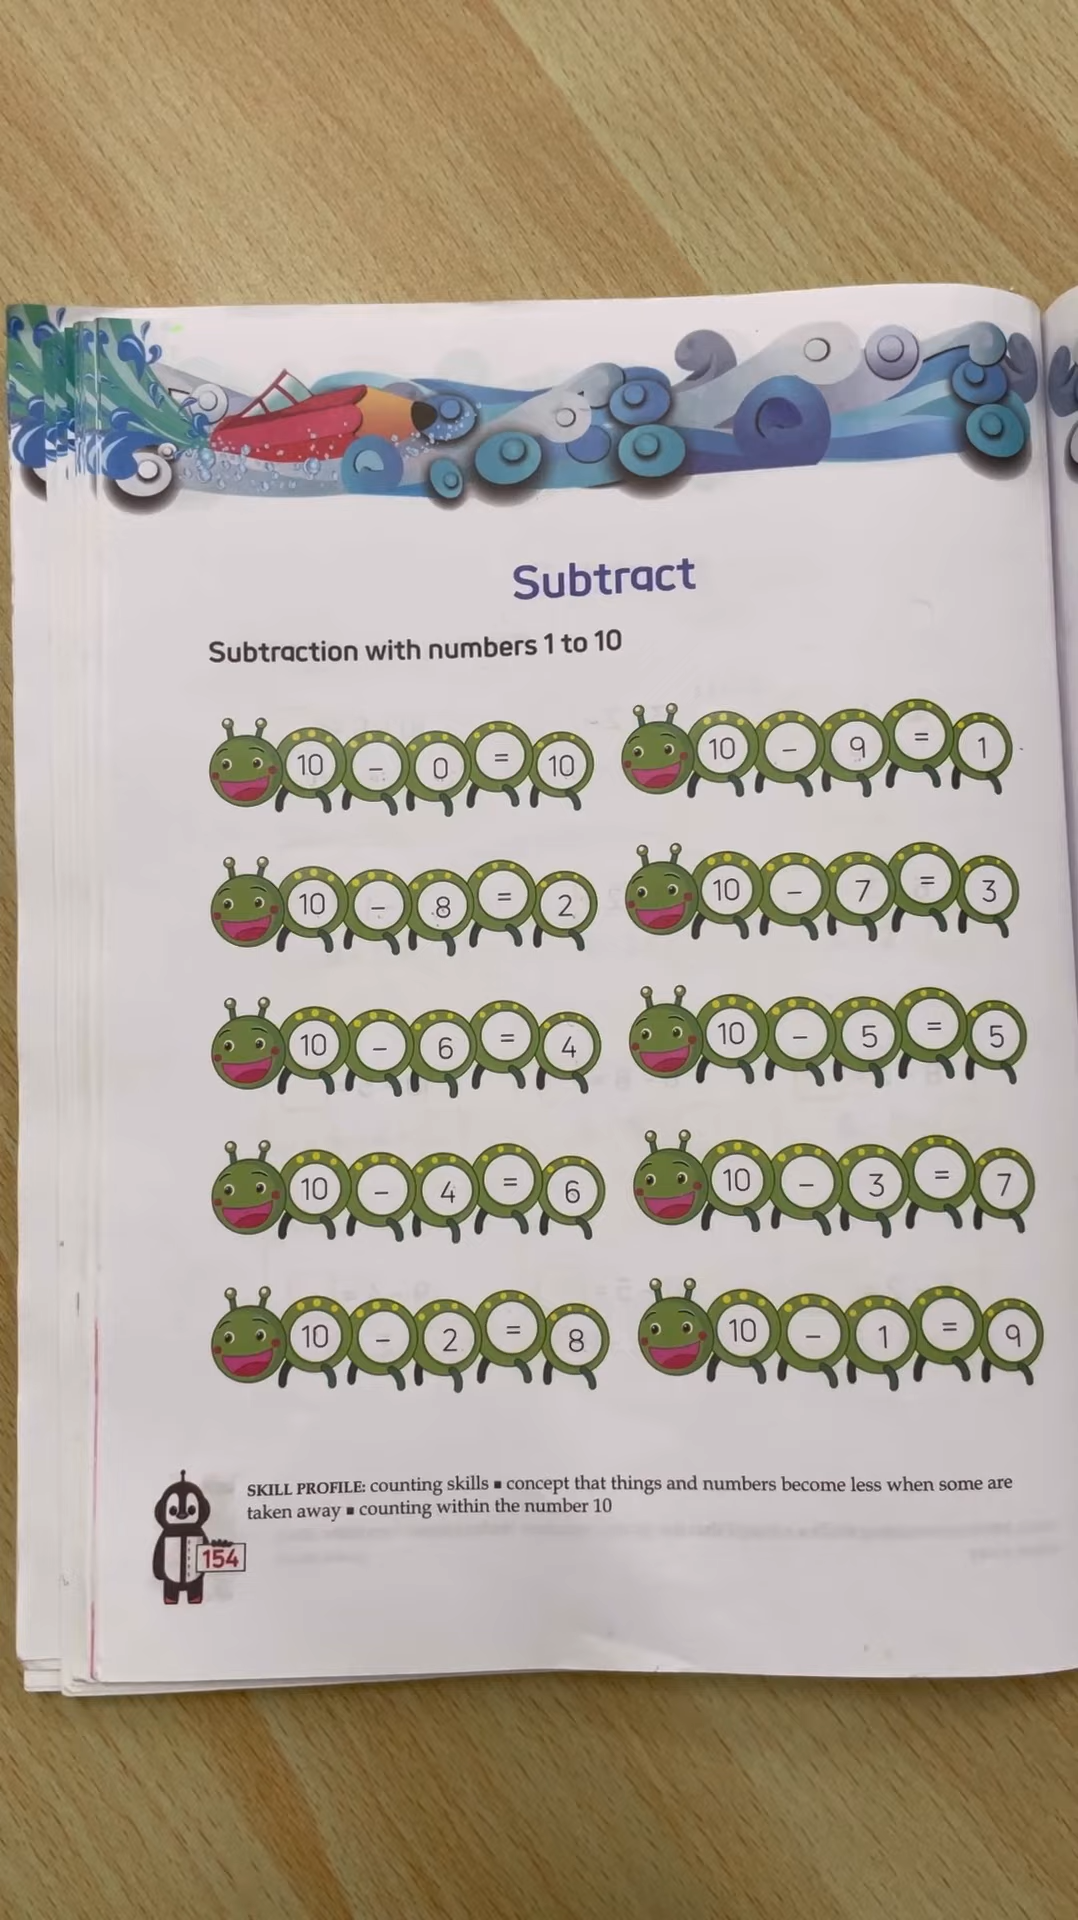 Subtract
Subtraction with numbers 1 to 10
10 - 0 = 10
10 - 9 = 1
10 - 8 = 2
10 - 7 = 3
10 - 6 = 4
10 - 5 = 5
10 - 4 = 6
10 - 3 = 7
10 - 2 = 8
10 - 1 = 9
SKILL PROFILE: counting skills ▪ concept that things and numbers become less when some are
taken away ▪ counting within the number 10
154